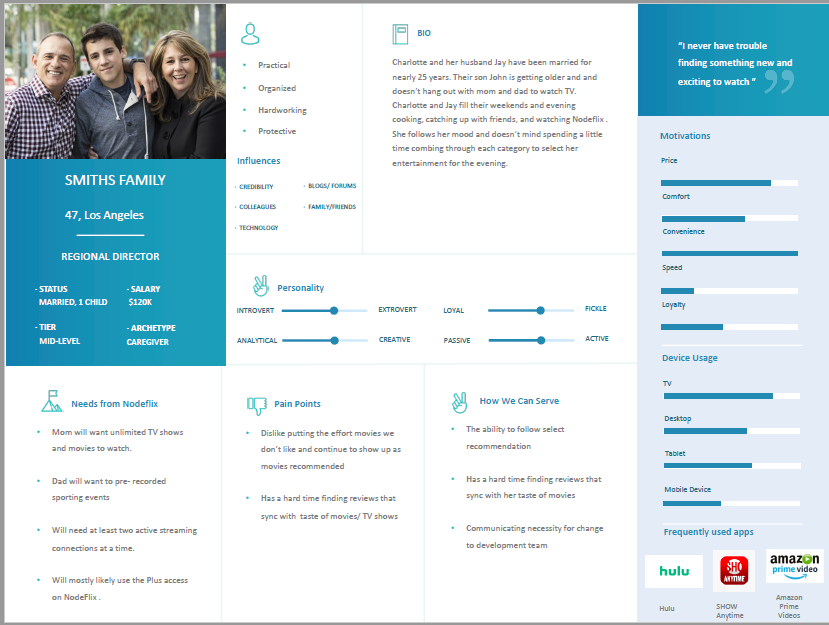 SMITHS FAMILY
47, Los Angeles
REGIONAL DIRECTOR
- STATUS
MARRIED, 1 CHILD
- SALARY
$120K
- TIER
MID-LEVEL
- ARCHETYPE
CAREGIVER
• Practical
• Organized
• Hardworking
• Protective
Influences
· CREDIBILITY
· BLOGS/ FORUMS
· COLLEAGUES
· FAMILY/FRIENDS
· TECHNOLOGY
BIO
Charlotte and her husband Jay have been married for
nearly 25 years. Their son John is getting older and and
doesn't hang out with mom and dad to watch TV.
Charlotte and Jay fill their weekends and evening
cooking, catching up with friends, and watching Nodeflix .
She follows her mood and doesn't mind spending a little
time combing through each category to select her
entertainment for the evening.
Personality
INTROVERT
EXTROVERT
LOYAL
FICKLE
ANALYTICAL
CREATIVE
PASSIVE
ACTIVE
Needs from Nodeflix
• Mom will want unlimited TV shows
and movies to watch.
• Dad will want to pre- recorded
sporting events
• Will need at least two active streaming
connections at a time.
• Will mostly likely use the Plus access
on NodeFlix .
Pain Points
• Dislike putting the effort movies we
don't like and continue to show up as
movies recommended
• Has a hard time finding reviews that
sync with taste of movies/ TV shows
How We Can Serve
• The ability to follow select
recommendation
• Has a hard time finding reviews that
sync with her taste of movies
• Communicating necessity for change
to development team
"I never have trouble
finding something new and
exciting to watch "
Motivations
Price
Comfort
Convenience
Speed
Loyalty
Device Usage
TV
Desktop
Tablet
Mobile Device
Frequently used apps
hulu
SHO
ANYTIME
amazon
prime video
Hulu
SHOW
Anytime
Amazon
Prime
Videos